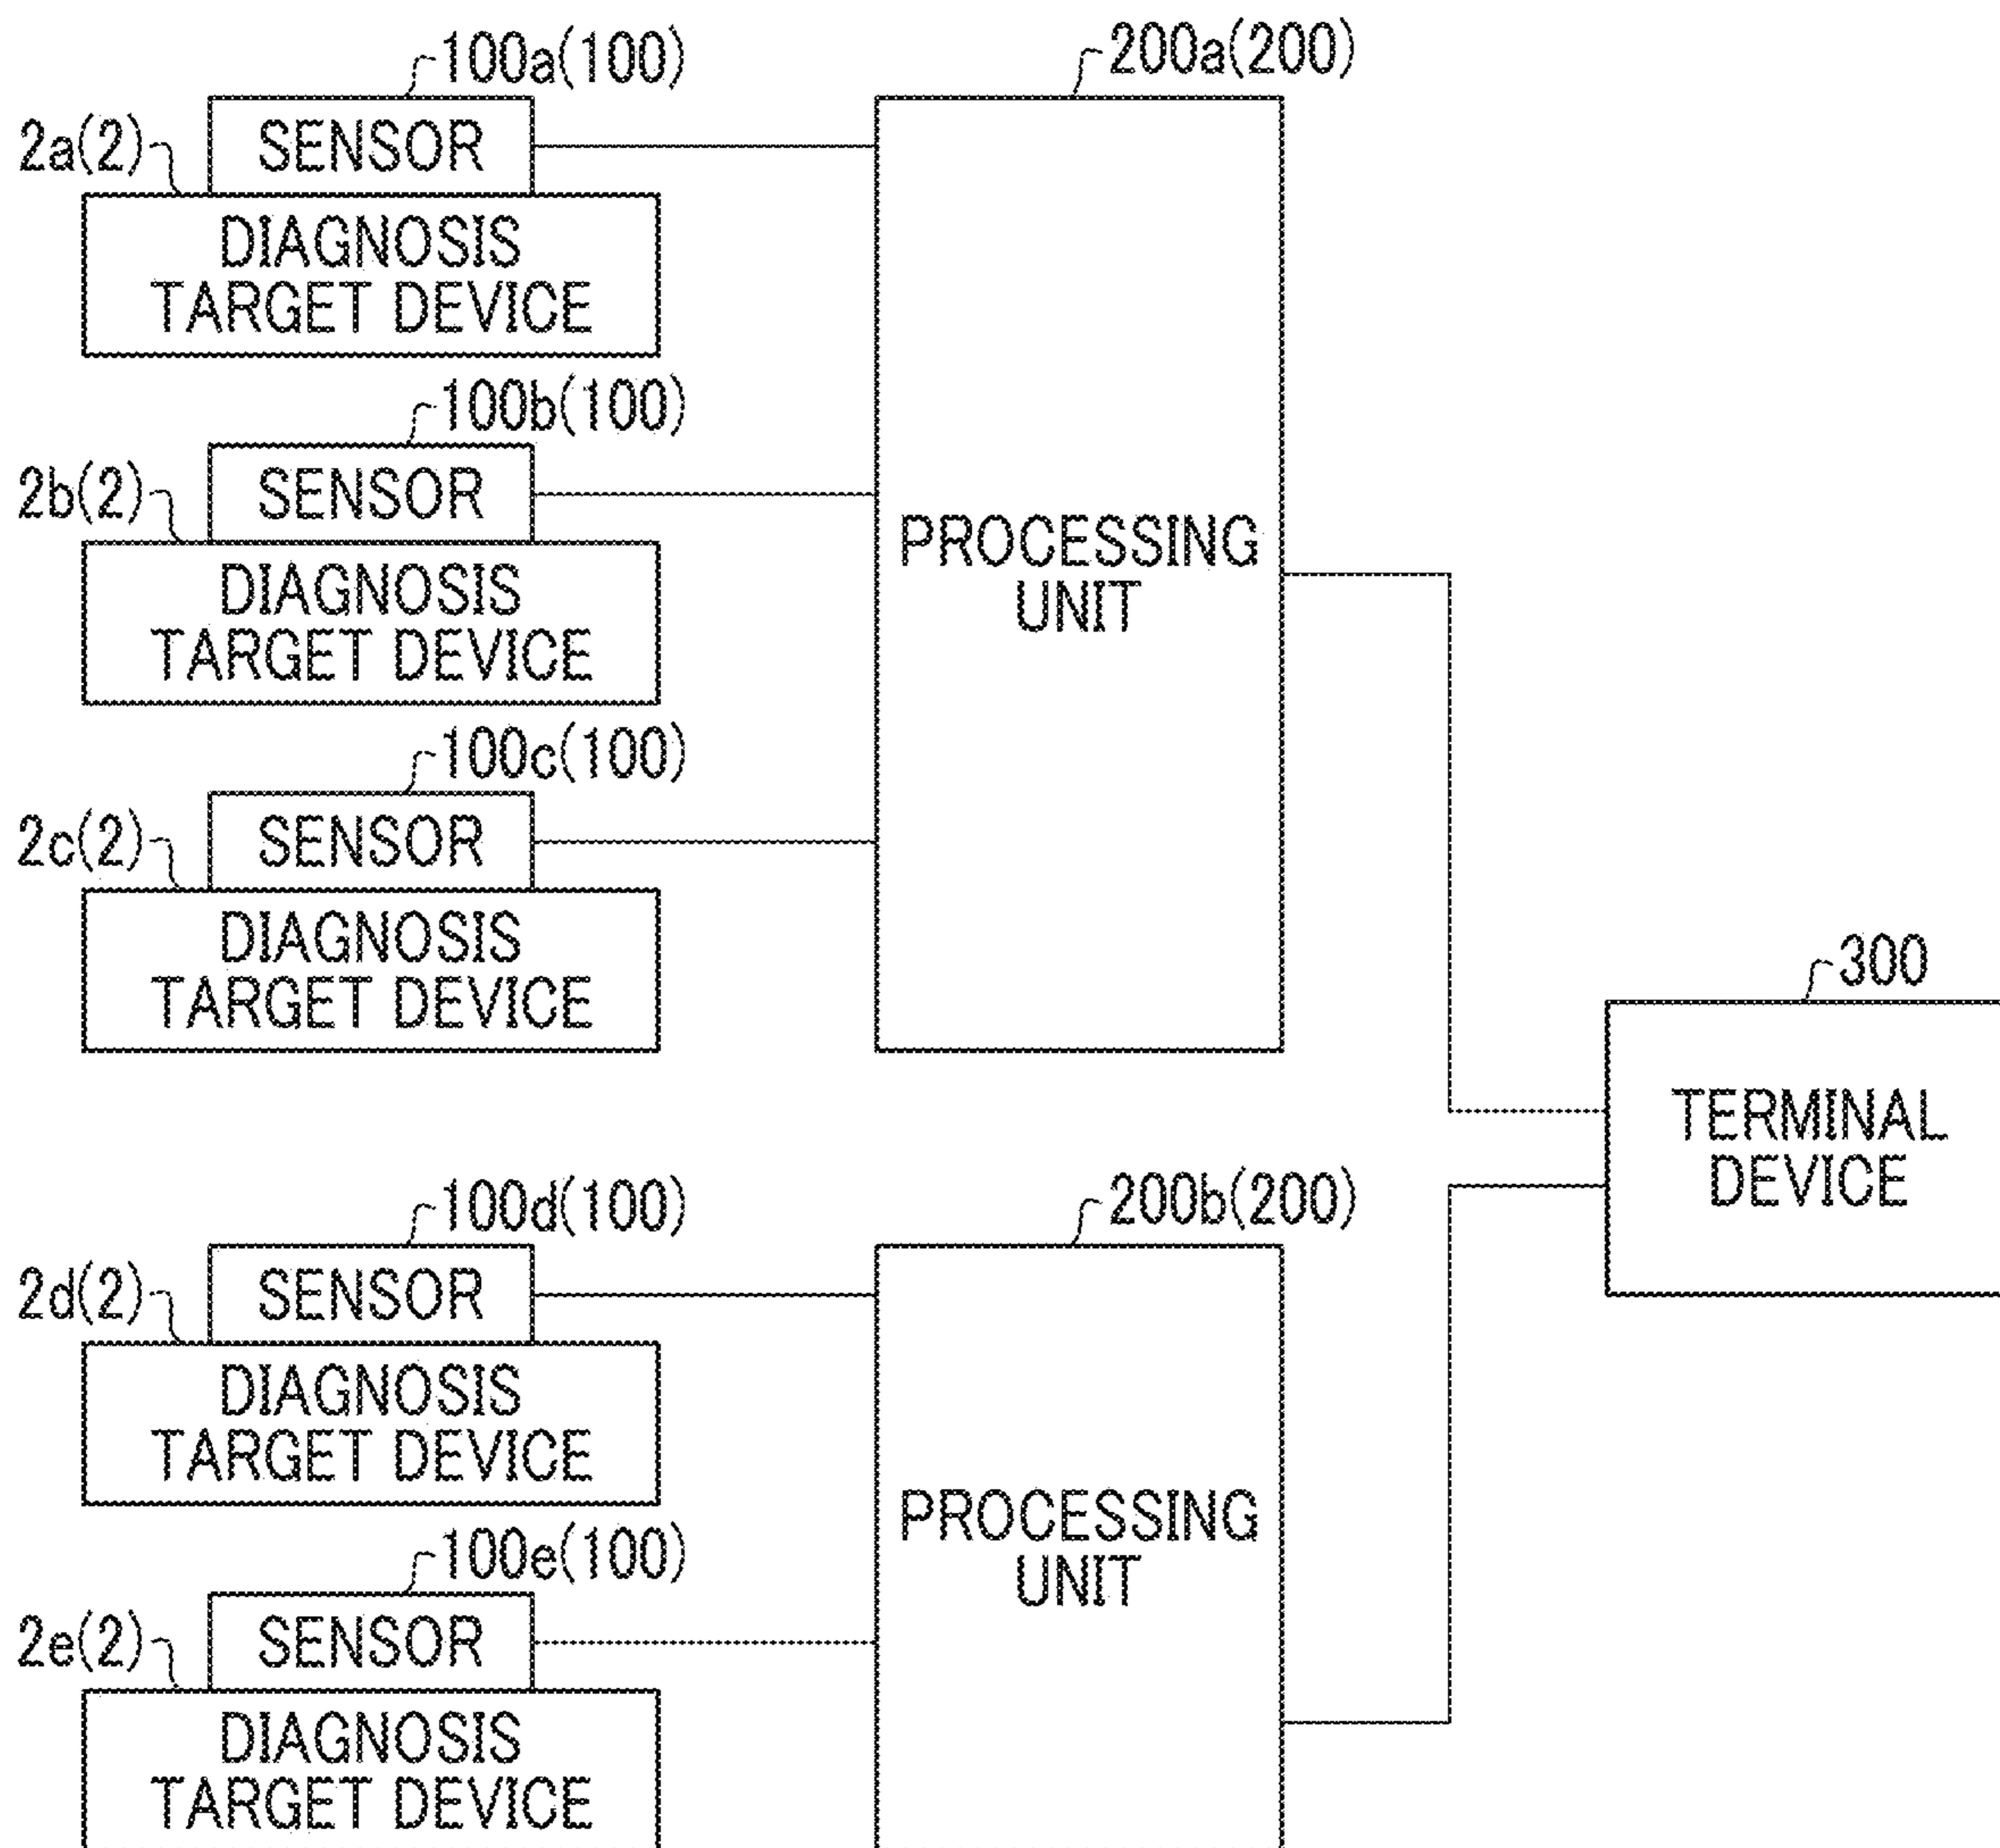 100a(100)
200a(200)
2a(2)
SENSOR
DIAGNOSIS
TARGET DEVICE
100b(100)
2b(2)
SENSOR
DIAGNOSIS
TARGET DEVICE
PROCESSING
UNIT
100c(100)
2c(2)
SENSOR
DIAGNOSIS
TARGET DEVICE
300
TERMINAL
DEVICE
100d(100)
200b(200)
2d(2)
SENSOR
DIAGNOSIS
TARGET DEVICE
PROCESSING
UNIT
100e(100)
2e(2)
SENSOR
DIAGNOSIS
TARGET DEVICE